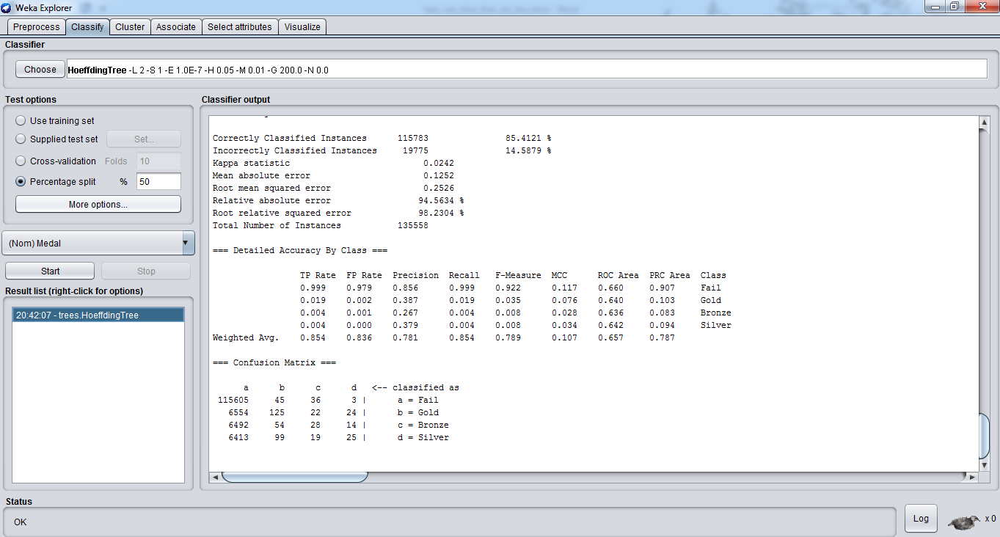 Weka Explorer
Preprocess Classify Cluster Associate Select attributes Visualize
Classifier
Choose HoeffdingTree -L 2 -S 1 -E 1.0E-7 -H 0.05 -M 0.01 -G 200.0 -N 0.0
Test options
Use training set
Supplied test set Set...
Cross-validation Folds 10
Percentage split % 50
More options...
(Nom) Medal
Start Stop
Result list (right-click for options)
20:42:07 - trees.HoeffdingTree
Classifier output
Correctly Classified Instances 115783 85.4121 %
Incorrectly Classified Instances 19775 14.5879 %
Kappa statistic 0.0242
Mean absolute error 0.1252
Root mean squared error 0.2526
Relative absolute error 94.5634 %
Root relative squared error 98.2304 %
Total Number of Instances 135558
=== Detailed Accuracy By Class ===
TP Rate FP Rate Precision Recall F-Measure MCC ROC Area PRC Area Class
0.999 0.979 0.856 0.999 0.922 0.117 0.660 0.907 Fail
0.019 0.002 0.387 0.019 0.035 0.076 0.640 0.103 Gold
0.004 0.001 0.267 0.004 0.008 0.028 0.636 0.083 Bronze
0.004 0.000 0.379 0.004 0.008 0.034 0.642 0.094 Silver
Weighted Avg. 0.854 0.836 0.781 0.854 0.789 0.107 0.657 0.787
=== Confusion Matrix ===
a b c d <-- classified as
115605 45 36 3 | a = Fail
6554 125 22 24 | b = Gold
6492 54 28 14 | c = Bronze
6413 99 19 25 | d = Silver
Status
OK
Log
x 0